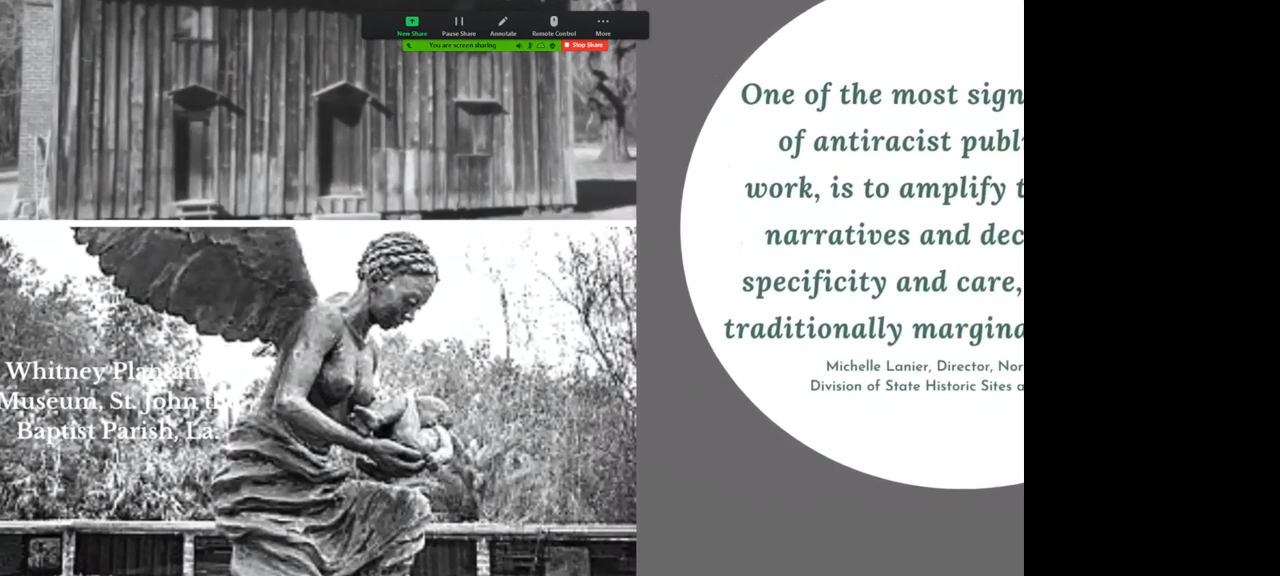 New Share Pause Share Annotate Remote Control More
You are screen sharing Stop Share
One of the most sign
of antiracist publ
work, is to amplify t
narratives and dec
specificity and care,
traditionally margina
Michelle Lanier, Director, Nor
Division of State Historic Sites a
Whitney Plantation
Museum, St. John the
Baptist Parish, La.